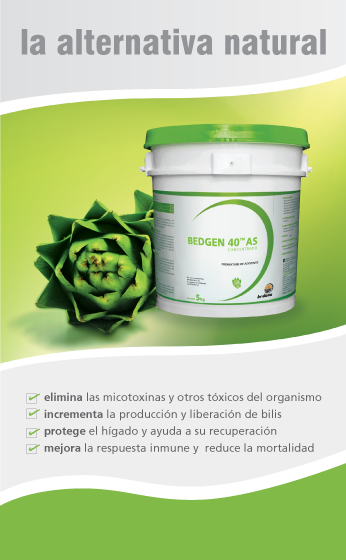 la alternativa natural
BEDGEN 40™ AS
CONCENTRADO
5kg
elimina las micotoxinas y otros tóxicos del organismo
incrementa la producción y liberación de bilis
protege el hígado y ayuda a su recuperación
mejora la respuesta inmune y reduce la mortalidad